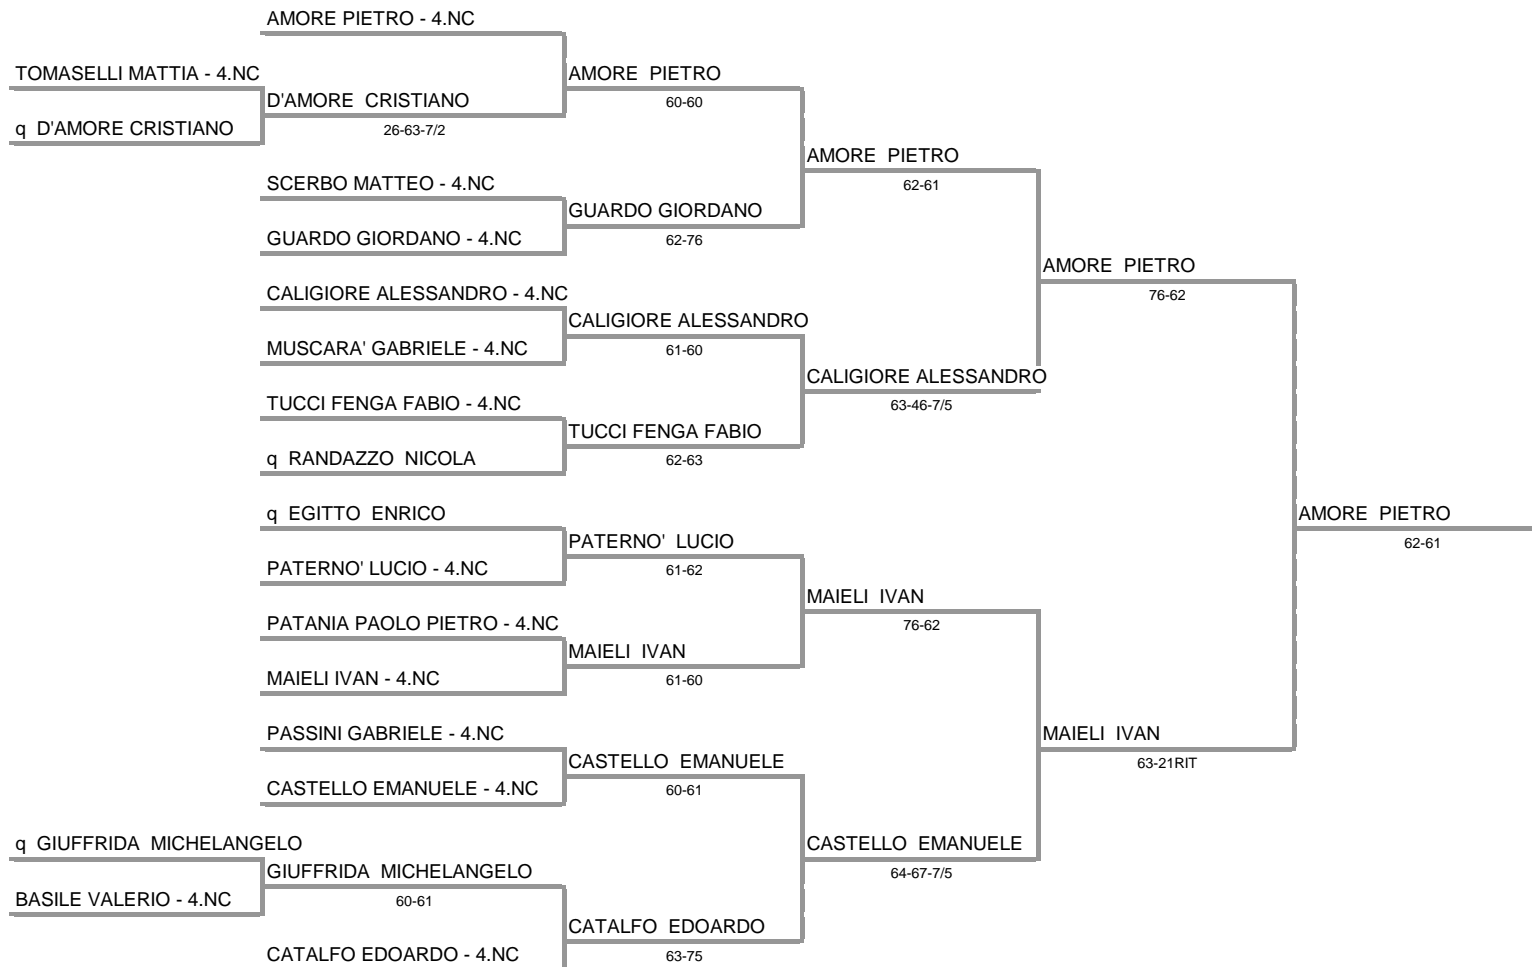 AMORE PIETRO - 4.NC
TOMASELLI MATTIA - 4.NC
AMORE PIETRO
D'AMORE CRISTIANO
60-60
q D'AMORE CRISTIANO
26-63-7/2
AMORE PIETRO
SCERBO MATTEO - 4.NC
62-61
GUARDO GIORDANO
GUARDO GIORDANO - 4.NC
62-76
AMORE PIETRO
CALIGIORE ALESSANDRO - 4.NC
76-62
CALIGIORE ALESSANDRO
MUSCARA' GABRIELE - 4.NC
61-60
CALIGIORE ALESSANDRO
TUCCI FENGA FABIO - 4.NC
63-46-7/5
TUCCI FENGA FABIO
q RANDAZZO NICOLA
62-63
q EGITTO ENRICO
AMORE PIETRO
PATERNO' LUCIO
62-61
PATERNO' LUCIO - 4.NC
61-62
MAIELI IVAN
PATANIA PAOLO PIETRO - 4.NC
76-62
MAIELI IVAN
MAIELI IVAN - 4.NC
61-60
PASSINI GABRIELE - 4.NC
MAIELI IVAN
CASTELLO EMANUELE
63-21RIT
CASTELLO EMANUELE - 4.NC
60-61
q GIUFFRIDA MICHELANGELO
CASTELLO EMANUELE
GIUFFRIDA MICHELANGELO
64-67-7/5
BASILE VALERIO - 4.NC
60-61
CATALFO EDOARDO
CATALFO EDOARDO - 4.NC
63-75